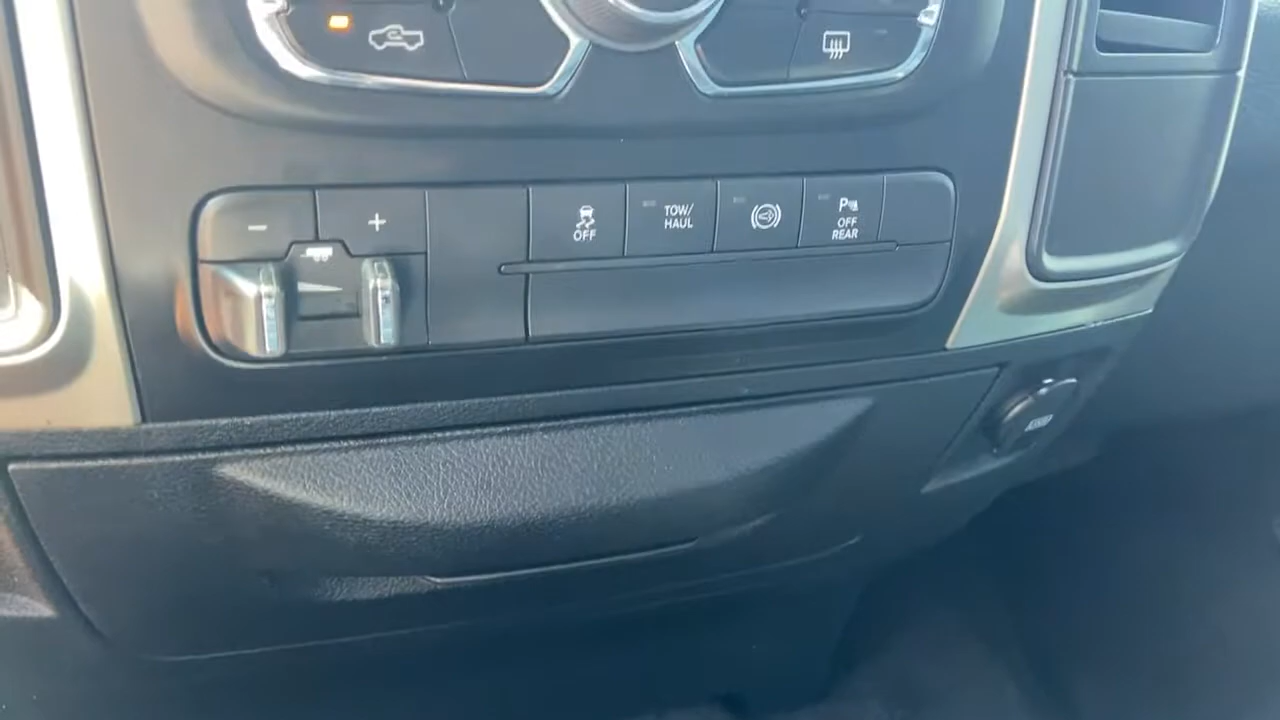 - +
OFF
TOW/
HAUL
P
OFF
REAR